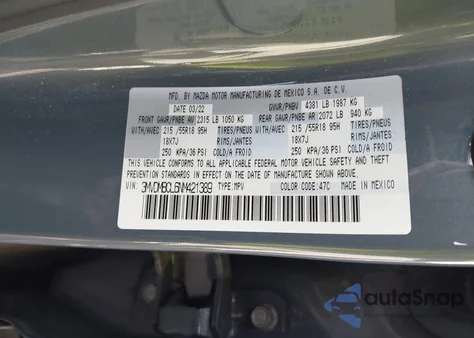 MFD. BY MAZDA MOTOR MANUFACTURING DE MEXICO S.A. DE C.V.
DATE 03/22 GVWR/PNBV 4381 LB 1987 KG
FRONT GAWR/PNBE AV 2315 LB 1050 KG REAR GAWR/PNBE AR 2072 LB 940 KG
WITH/AVEC 215 /55R18 95H TIRES/PNEUS WITH/AVEC 215 /55R18 95H TIRES/PNEUS
18X7J RIMS/JANTES 18X7J RIMS/JANTES
250 KPA/36 PSI COLD/A FROID 250 KPA/36 PSI COLD/A FROID
THIS VEHICLE CONFORMS TO ALL APPLICABLE FEDERAL MOTOR VEHICLE SAFETY, BUMPER, AND THEFT PREVENTION STANDARDS IN EFFECT ON THE DATE OF MANUFACTURE SHOWN ABOVE.
VIN: 3MVDMBCL6NM421389 TYPE: MPV COLOR: 47C MADE IN MEXICO
autoSnap